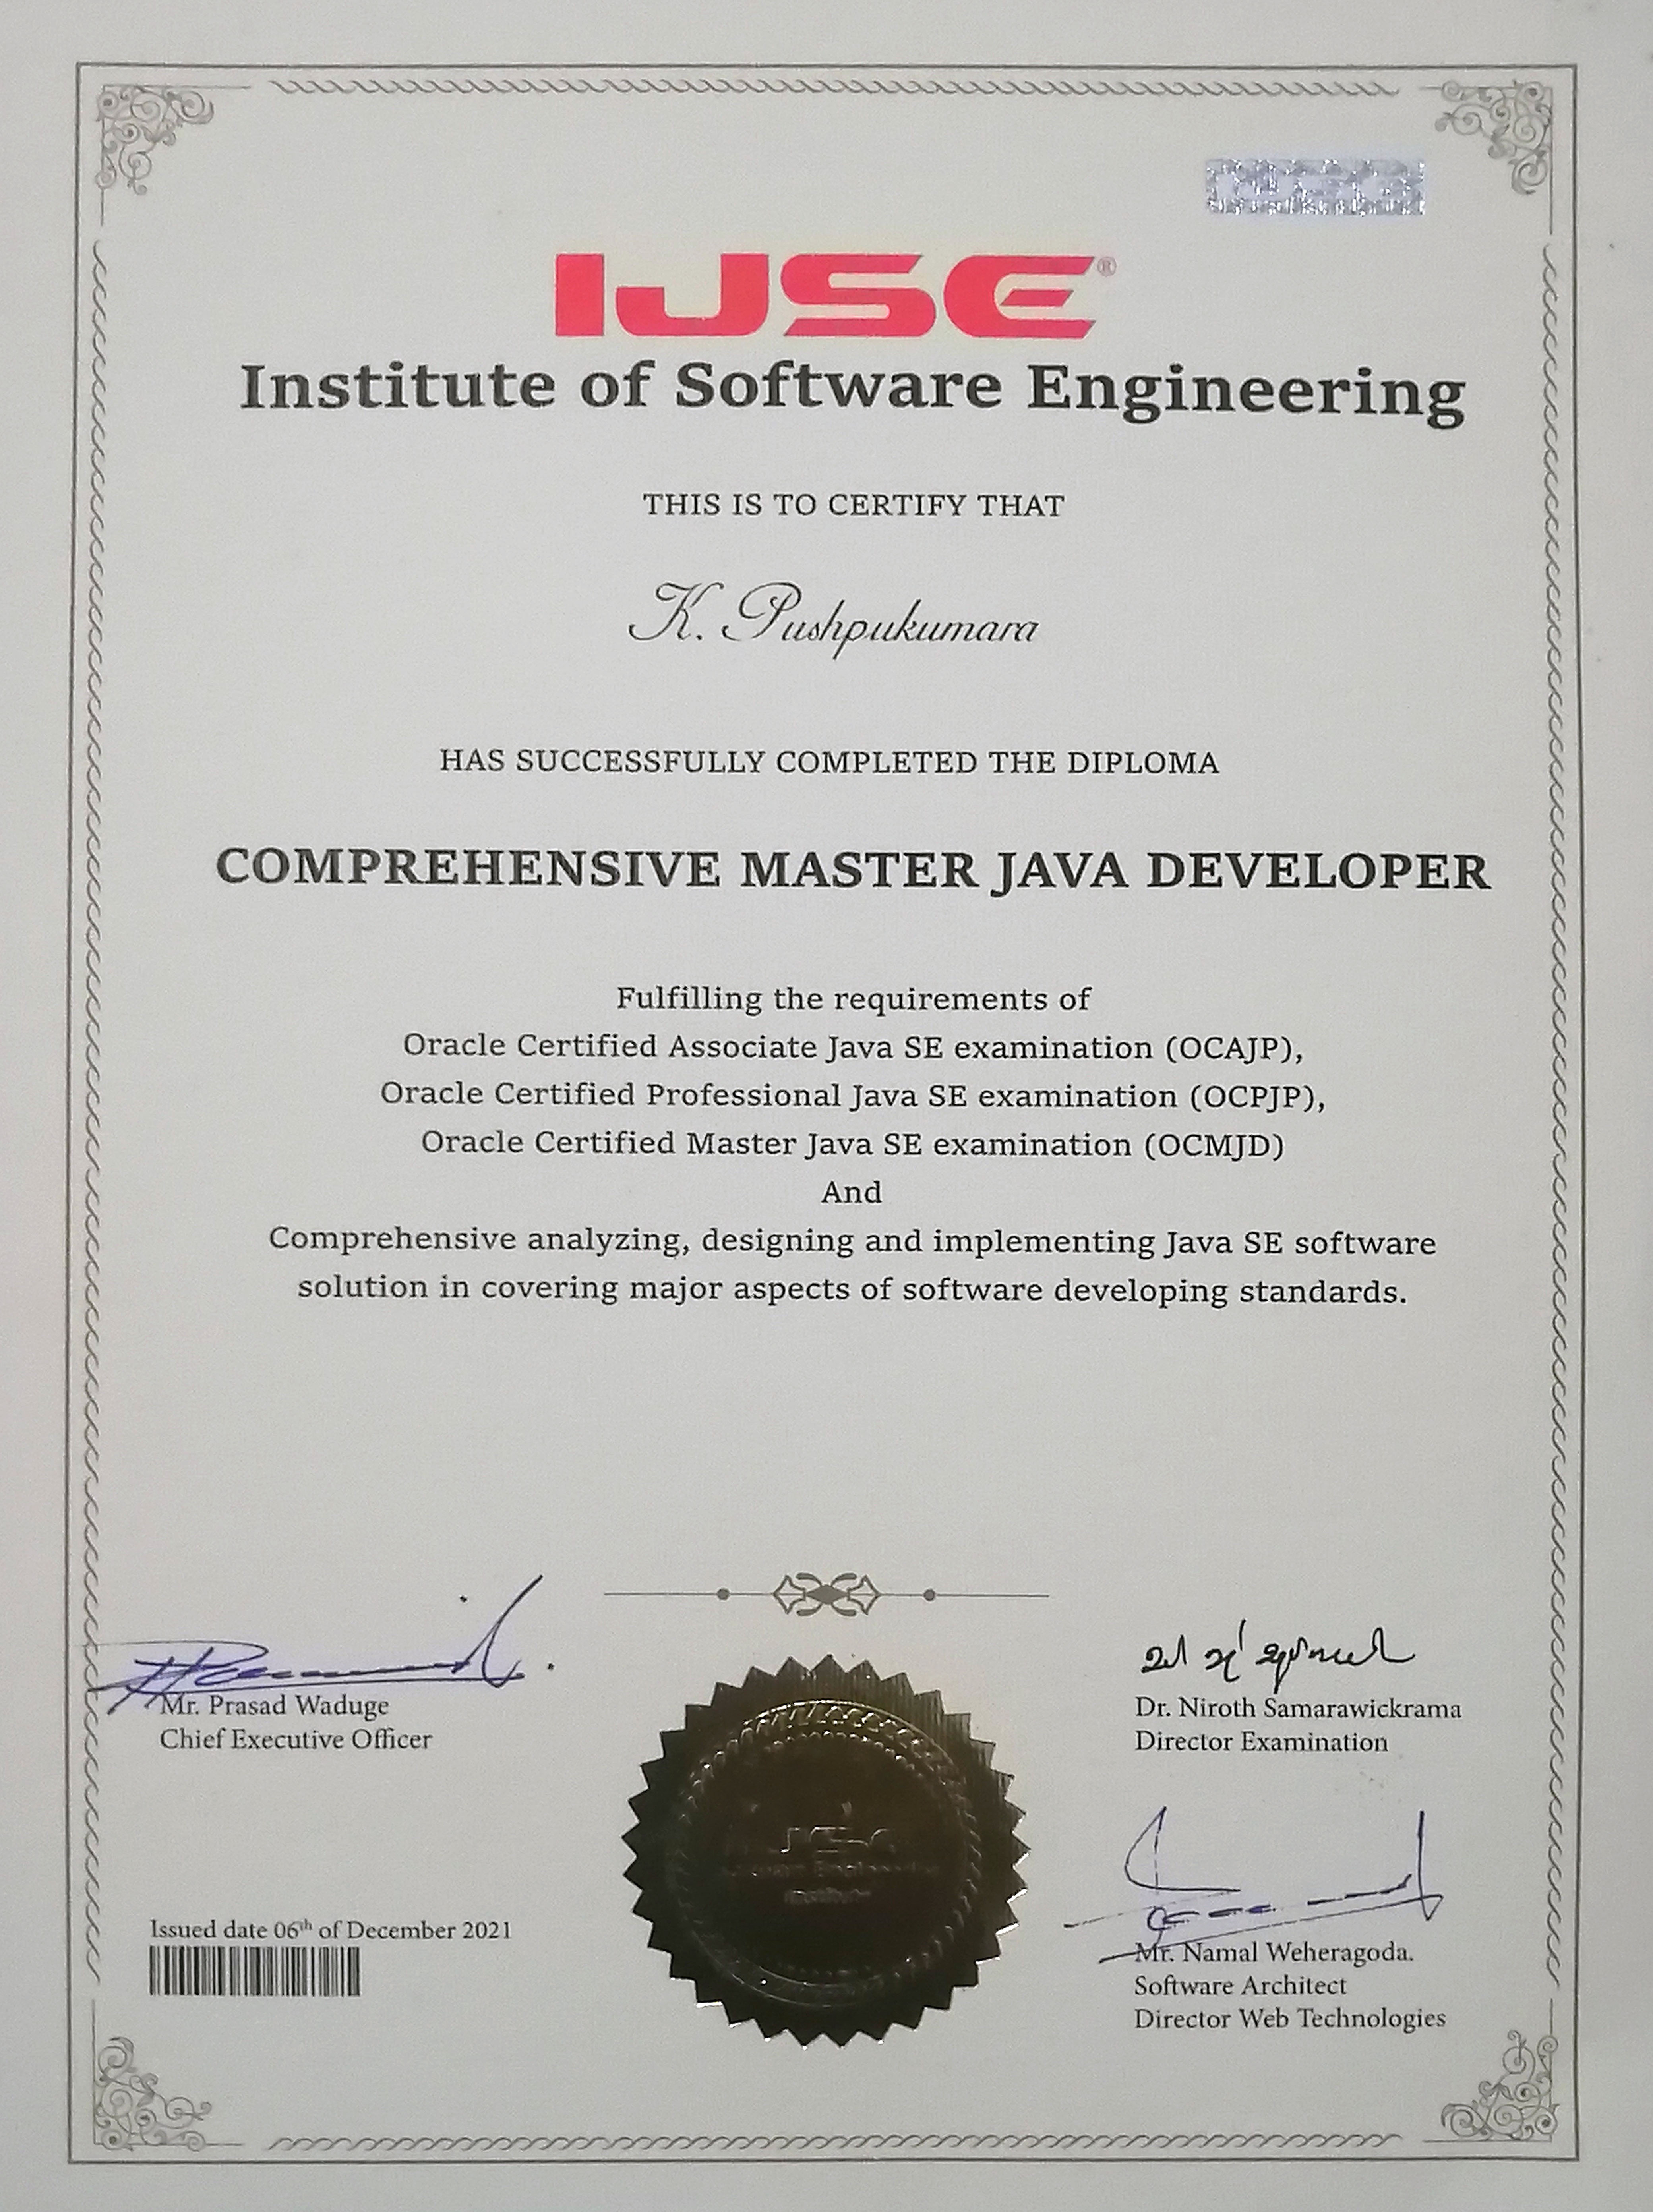 IJSE®
Institute of Software Engineering
THIS IS TO CERTIFY THAT
K. Pushpukumara
HAS SUCCESSFULLY COMPLETED THE DIPLOMA
COMPREHENSIVE MASTER JAVA DEVELOPER
Fulfilling the requirements of
Oracle Certified Associate Java SE examination (OCAJP),
Oracle Certified Professional Java SE examination (OCPJP),
Oracle Certified Master Java SE examination (OCMJD)
And
Comprehensive analyzing, designing and implementing Java SE software
solution in covering major aspects of software developing standards.
Mr. Prasad Waduge
Chief Executive Officer
Dr. Niroth Samarawickrama
Director Examination
Issued date 06th of December 2021
Mr. Namal Weheragoda.
Software Architect
Director Web Technologies